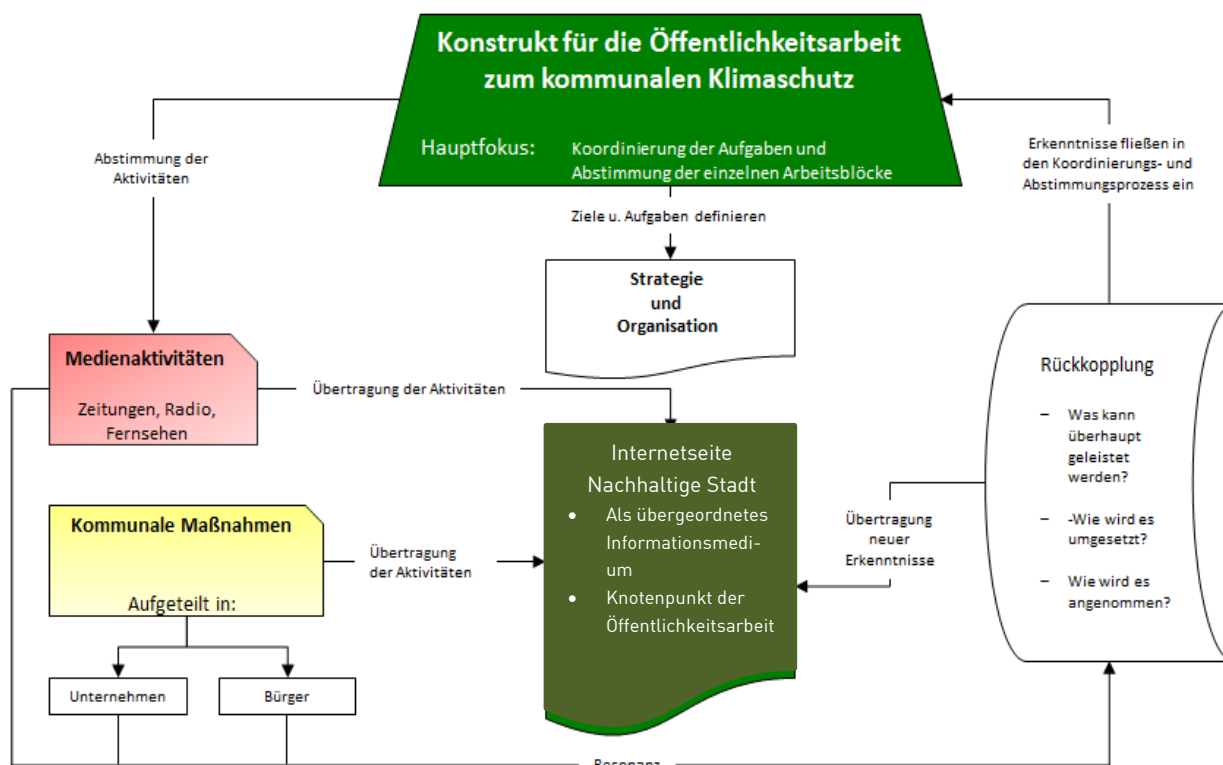 Konstrukt für die Öffentlichkeitsarbeit
zum kommunalen Klimaschutz
Hauptfokus: Koordinierung der Aufgaben und
Abstimmung der einzelnen Arbeitsblöcke
Abstimmung der
Aktivitäten
Erkenntnisse fließen in
den Koordinierungs- und
Abstimmungsprozess ein
Ziele u. Aufgaben definieren
Strategie
und
Organisation
Medienaktivitäten
Zeitungen, Radio,
Fernsehen
Übertragung der Aktivitäten
Internetseite
Nachhaltige Stadt
• Als übergeordnetes
Informationsmedi-
um
• Knotenpunkt der
Öffentlichkeitsarbeit
Rückkopplung
– Was kann
überhaupt
geleistet
werden?
– -Wie wird es
umgesetzt?
– Wie wird es
angenommen?
Übertragung
neuer
Erkenntnisse
Kommunale Maßnahmen
Aufgeteilt in:
Übertragung
der Aktivitäten
Unternehmen
Bürger
Resonanz